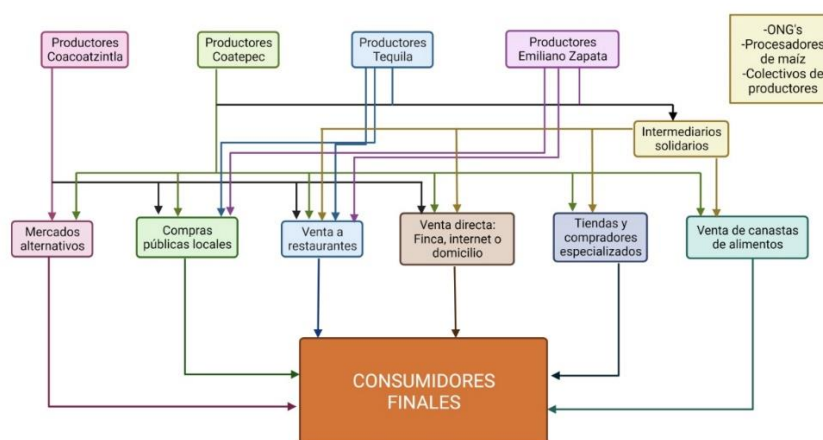 Productores
Coacoatzintla
Productores
Coatepec
Productores
Tequila
Productores
Emiliano Zapata
-ONG's
-Procesadores
de maíz
-Colectivos de
productores
Intermediarios
solidarios
Mercados
alternativos
Compras
públicas locales
Venta a
restaurantes
Venta directa:
Finca, internet o
domicilio
Tiendas y
compradores
especializados
Venta de canastas
de alimentos
CONSUMIDORES
FINALES